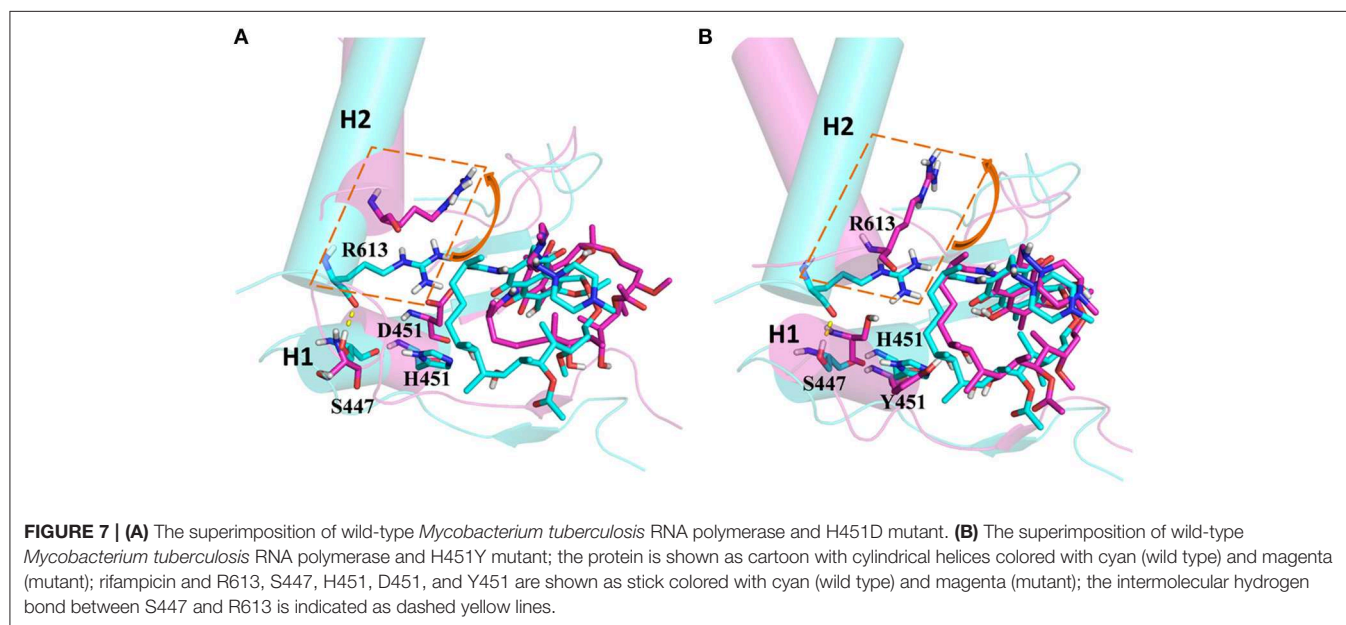 A
B
H2
H2
R613
R613
D451
H1
H451
S447
H1
H451
S447
Y451
FIGURE 7 | (A) The superimposition of wild-type Mycobacterium tuberculosis RNA polymerase and H451D mutant. (B) The superimposition of wild-type
Mycobacterium tuberculosis RNA polymerase and H451Y mutant; the protein is shown as cartoon with cylindrical helices colored with cyan (wild type) and magenta
(mutant); rifampicin and R613, S447, H451, D451, and Y451 are shown as stick colored with cyan (wild type) and magenta (mutant); the intermolecular hydrogen
bond between S447 and R613 is indicated as dashed yellow lines.